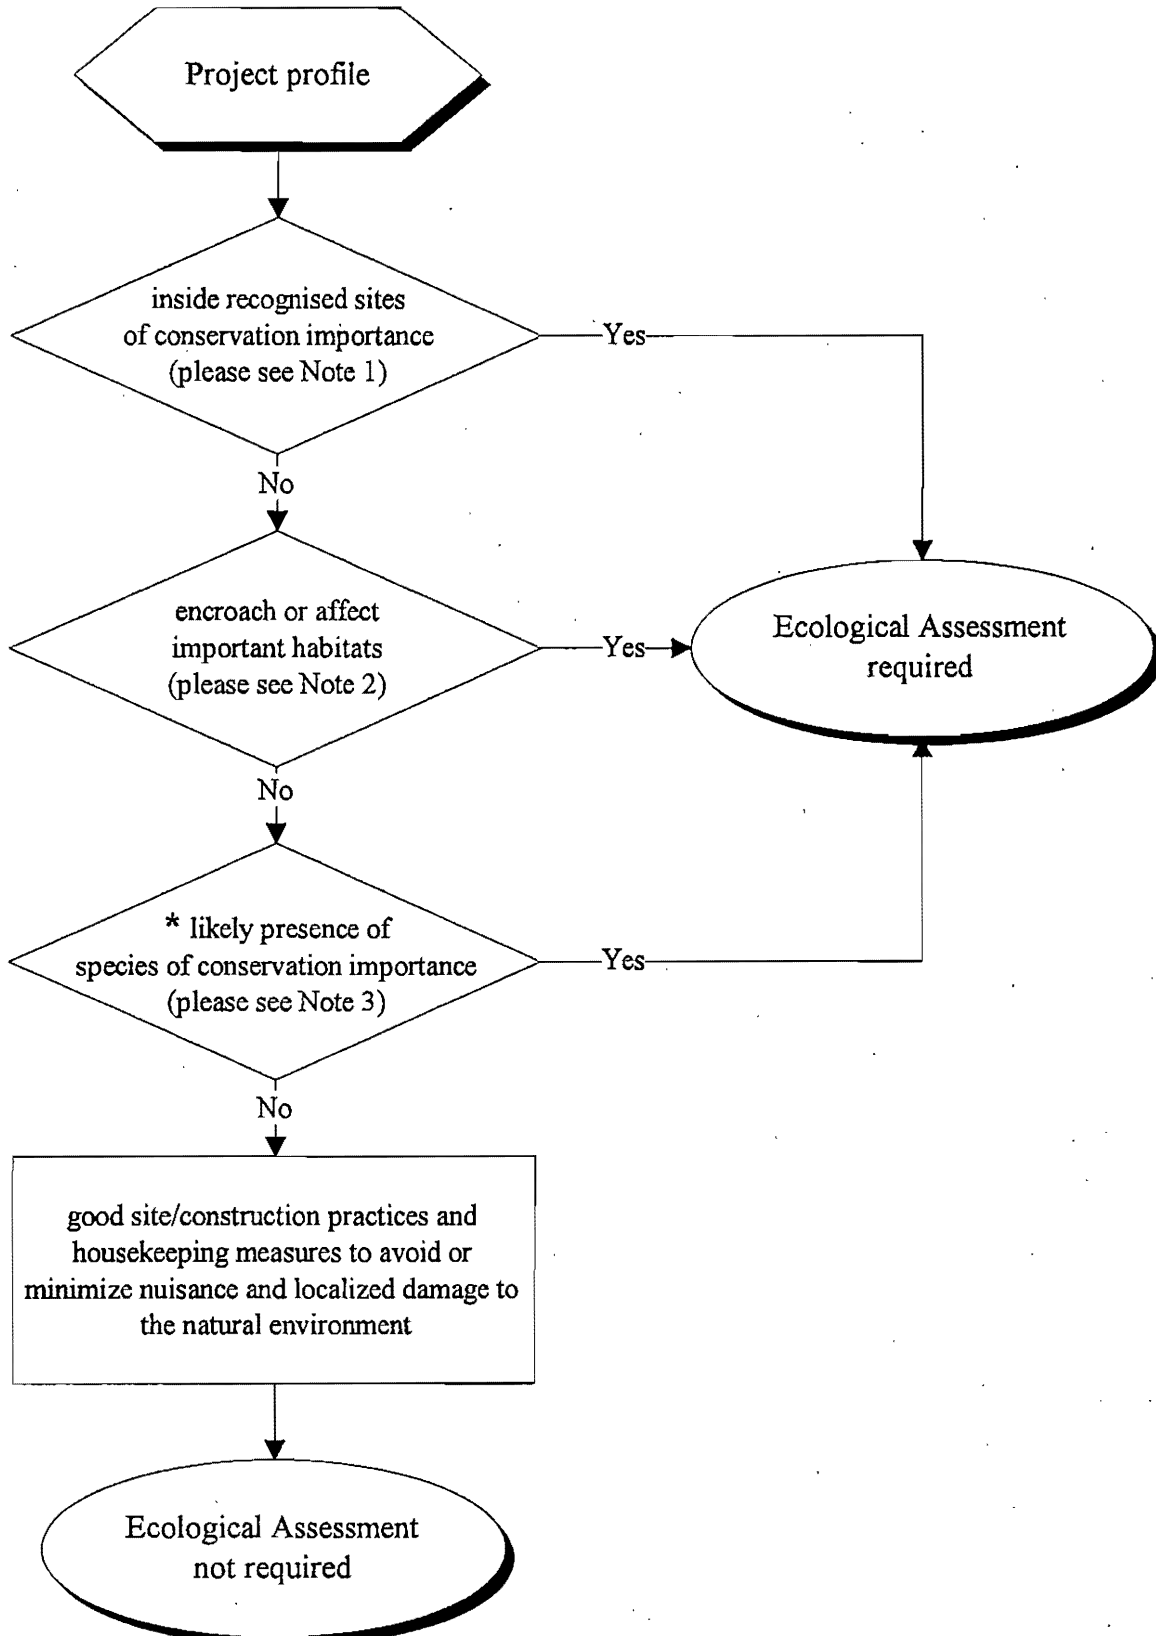 Project profile
inside recognised sites
of conservation importance
(please see Note 1)
Yes
No
encroach or affect
important habitats
(please see Note 2)
Yes
Ecological Assessment
required
No
* likely presence of
species of conservation importance
(please see Note 3)
Yes
No
good site/construction practices and
housekeeping measures to avoid or
minimize nuisance and localized damage to
the natural environment
Ecological Assessment
not required